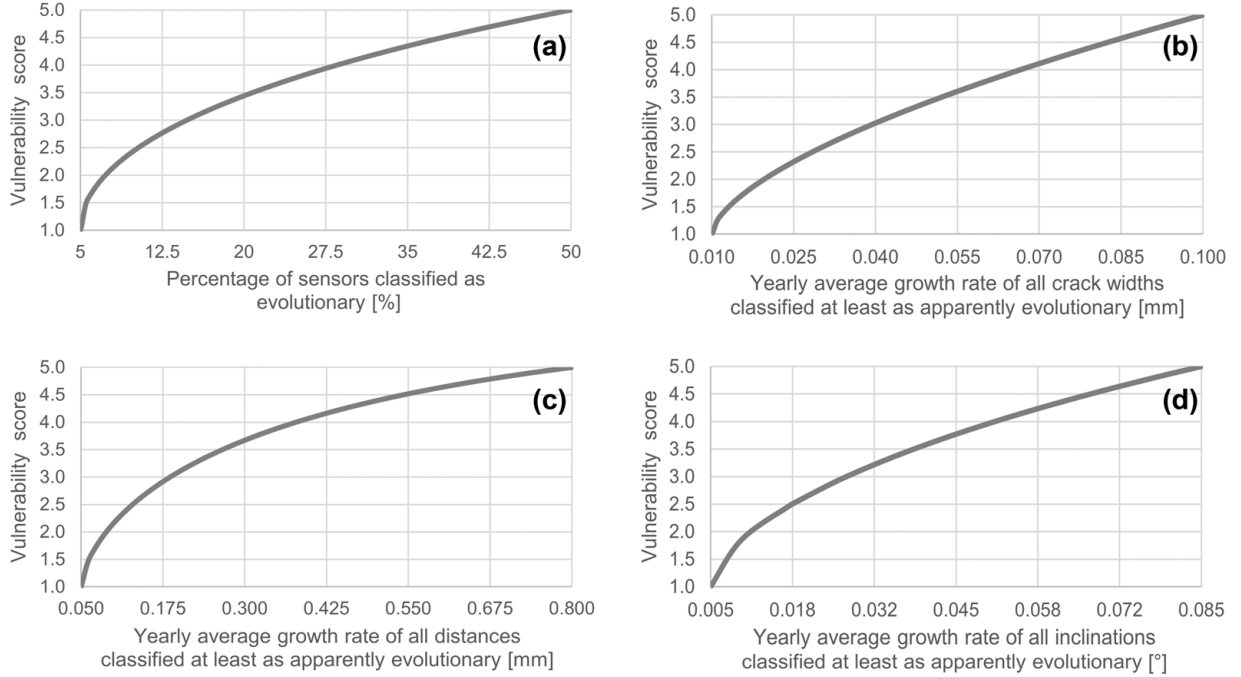 5.0
4.5
4.0
3.5
3.0
2.5
2.0
1.5
1.0
Vulnerability score
(a)
5 12.5 20 27.5 35 42.5 50
Percentage of sensors classified as
evolutionary [%]
5.0
4.5
4.0
3.5
3.0
2.5
2.0
1.5
1.0
Vulnerability score
(b)
0.010 0.025 0.040 0.055 0.070 0.085 0.100
Yearly average growth rate of all crack widths
classified at least as apparently evolutionary [mm]
5.0
4.5
4.0
3.5
3.0
2.5
2.0
1.5
1.0
Vulnerability score
(c)
0.050 0.175 0.300 0.425 0.550 0.675 0.800
Yearly average growth rate of all distances
classified at least as apparently evolutionary [mm]
5.0
4.5
4.0
3.5
3.0
2.5
2.0
1.5
1.0
Vulnerability score
(d)
0.005 0.018 0.032 0.045 0.058 0.072 0.085
Yearly average growth rate of all inclinations
classified at least as apparently evolutionary [°]